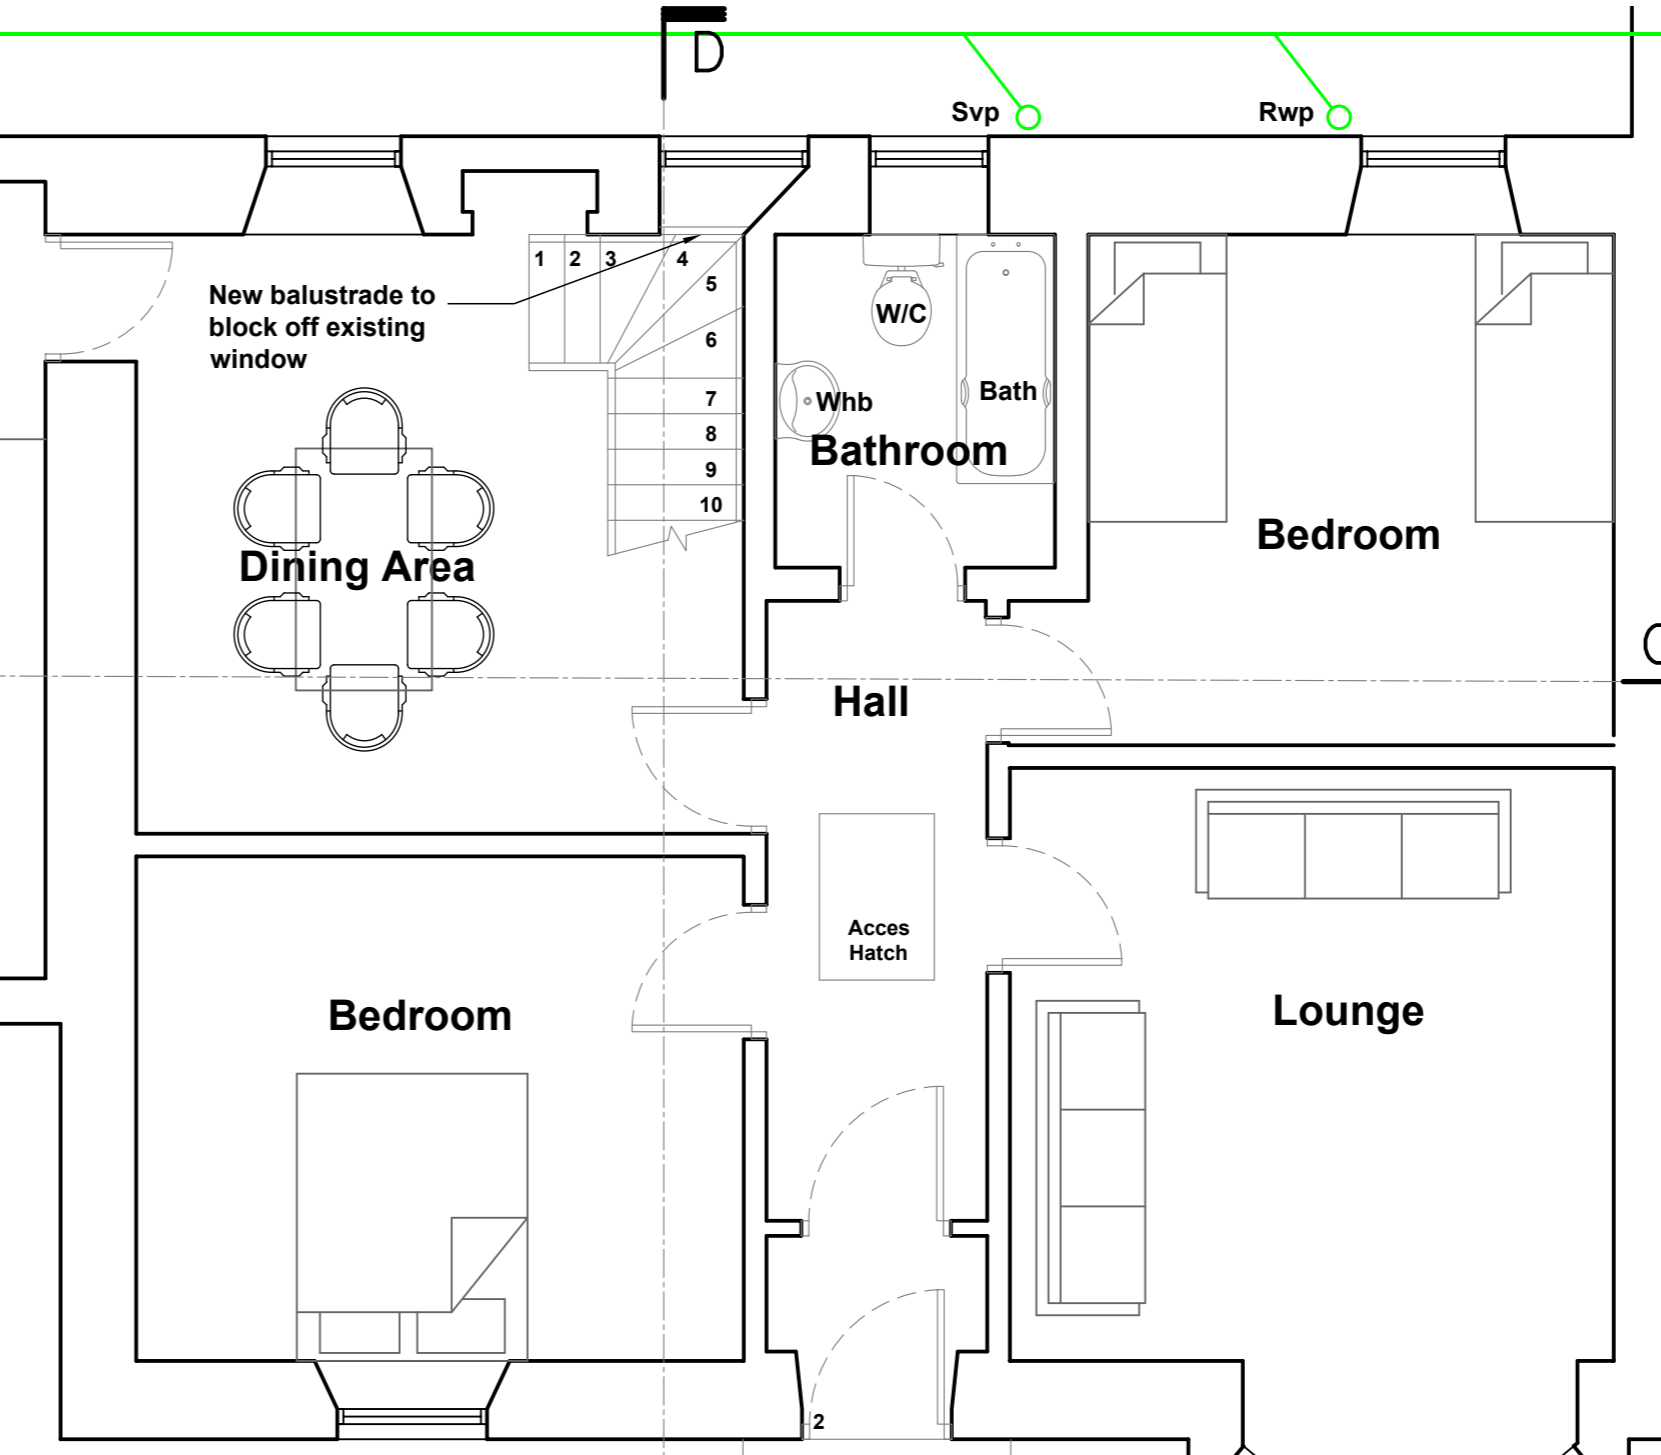 D
Svp
Rwp
1 2 3 4
5
6
7
8
9
10
New balustrade to
block off existing
window
W/C
Whb
Bath
Bathroom
Bedroom
Dining Area
Hall
Acces
Hatch
Bedroom
Lounge
2